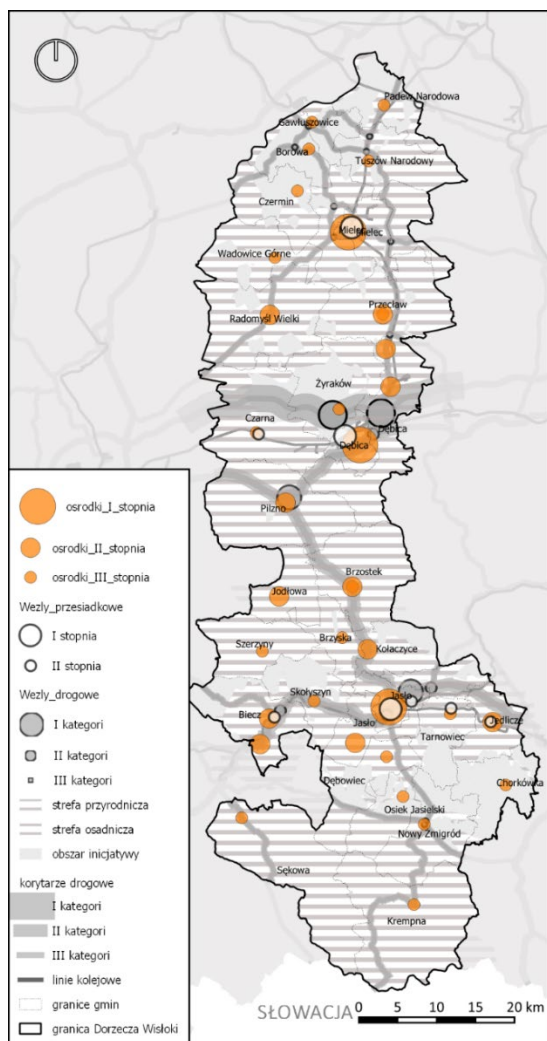 Padew Narodowa
Gawłuszowice
Borowa
Tuszów Narodowy
Czermin
Mielec
Mielec
Wadowice Górne
Przecław
Radomyśl Wielki
Żyraków
Czarna
Dębica
Dębica
Pilzno
Brzostek
Jodłowa
Brzyska
Szerzyny
Kołaczyce
Skołyszyn
Jasło
Biecz
Jasło
Jedlicze
Tarnowiec
Dębowiec
Chorkówka
Osiek Jasielski
Nowy Żmigród
Sękowa
Krempna
SŁOWACJA
0 5 10 15 20 km
osrodki_I_stopnia
osrodki_II_stopnia
osrodki_III_stopnia
Wezly_przesiadkowe
I stopnia
II stopnia
Wezly_drogowe
I kategori
II kategori
III kategori
strefa przyrodnicza
strefa osadnicza
obszar inicjatywy
korytarze drogowe
I kategori
II kategori
III kategori
linie kolejowe
granice gmin
granica Dorzecza Wisłoki